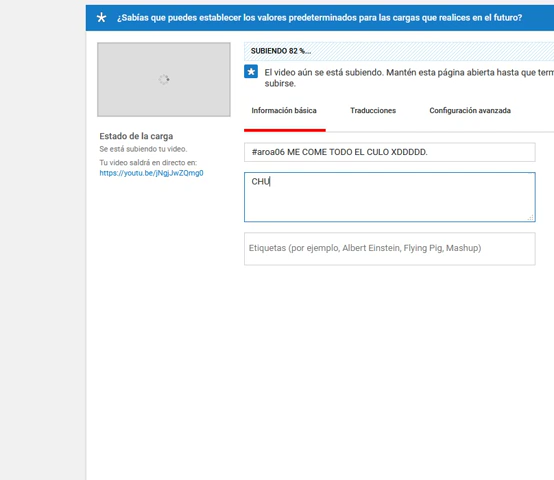 ¿Sabías que puedes establecer los valores predeterminados para las cargas que realices en el futuro?
SUBIENDO 82 %...
El video aún se está subiendo. Mantén esta página abierta hasta que term
subirse.
Información básica
Traducciones
Configuración avanzada
Estado de la carga
Se está subiendo tu video.
Tu video saldrá en directo en:
https://youtu.be/jNgjJwZQmg0
#aroa06 ME COME TODO EL CULO XDDDDD.
CHU
Etiquetas (por ejemplo, Albert Einstein, Flying Pig, Mashup)